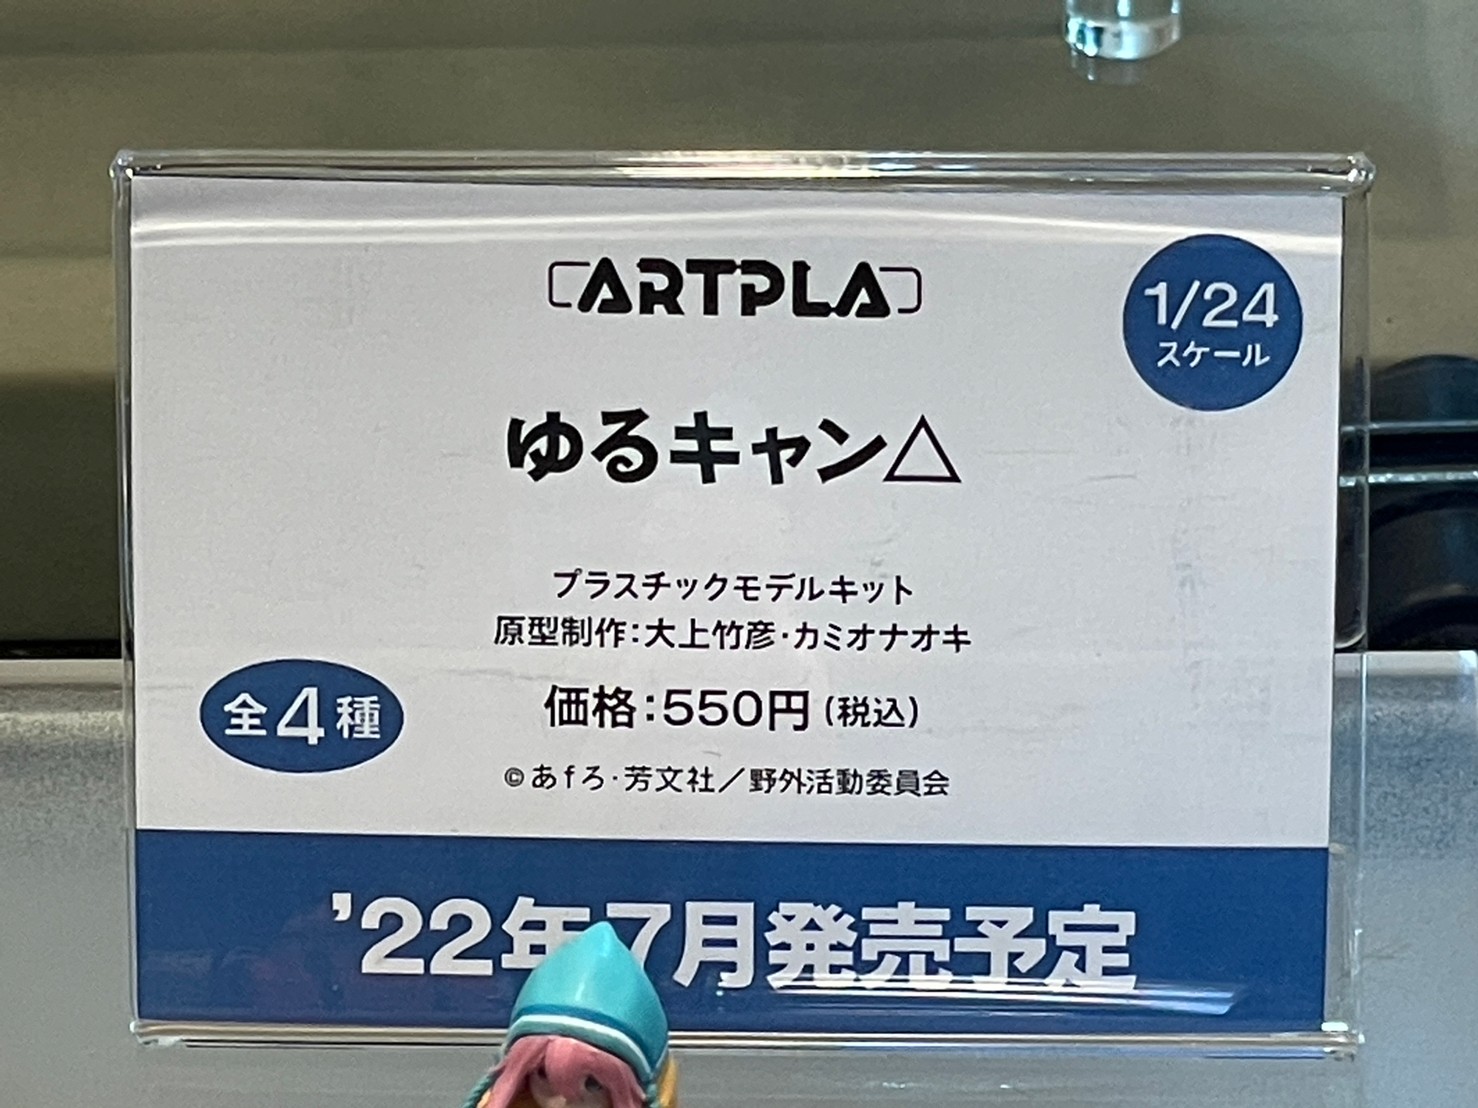 ARTPLA
1/24
スケール
ゆるキャン△
プラスチックモデルキット
原型制作：大上竹彦・カミオナオキ
全4種
価格：550円（税込）
©あfろ・芳文社／野外活動委員会
’22年7月発売予定